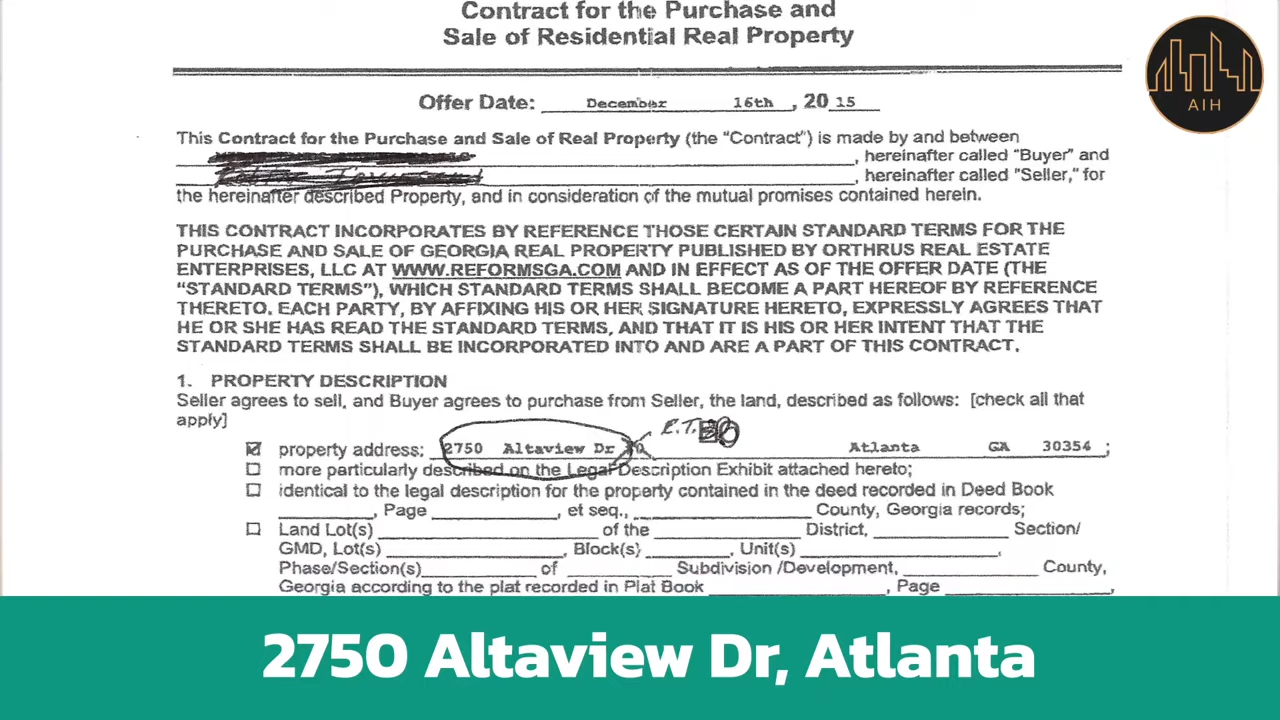 Contract for the Purchase and
Sale of Residential Real Property
AIH
Offer Date: December 16th, 2015
This Contract for the Purchase and Sale of Real Property (the "Contract") is made by and between
, hereinafter called "Buyer" and
, hereinafter called "Seller," for
the hereinafter described Property, and in consideration of the mutual promises contained herein.
THIS CONTRACT INCORPORATES BY REFERENCE THOSE CERTAIN STANDARD TERMS FOR THE
PURCHASE AND SALE OF GEORGIA REAL PROPERTY PUBLISHED BY ORTHRUS REAL ESTATE
ENTERPRISES, LLC AT WWW.REFORMSGA.COM AND IN EFFECT AS OF THE OFFER DATE (THE
"STANDARD TERMS"), WHICH STANDARD TERMS SHALL BECOME A PART HEREOF BY REFERENCE
THERETO. EACH PARTY, BY AFFIXING HIS OR HER SIGNATURE HERETO, EXPRESSLY AGREES THAT
HE OR SHE HAS READ THE STANDARD TERMS, AND THAT IT IS HIS OR HER INTENT THAT THE
STANDARD TERMS SHALL BE INCORPORATED INTO AND ARE A PART OF THIS CONTRACT.
1. PROPERTY DESCRIPTION
Seller agrees to sell, and Buyer agrees to purchase from Seller, the land, described as follows: [check all that
apply]
E.T.
property address: 2750 Altaview Dr Atlanta GA 30354 ;
more particularly described on the Legal Description Exhibit attached hereto;
identical to the legal description for the property contained in the deed recorded in Deed Book
, Page , et seq., County, Georgia records;
Land Lot(s) of the District, Section/
GMD, Lot(s) , Block(s) , Unit(s) ,
Phase/Section(s) of Subdivision /Development, County,
Georgia according to the plat recorded in Plat Book , Page ,
2750 Altaview Dr, Atlanta